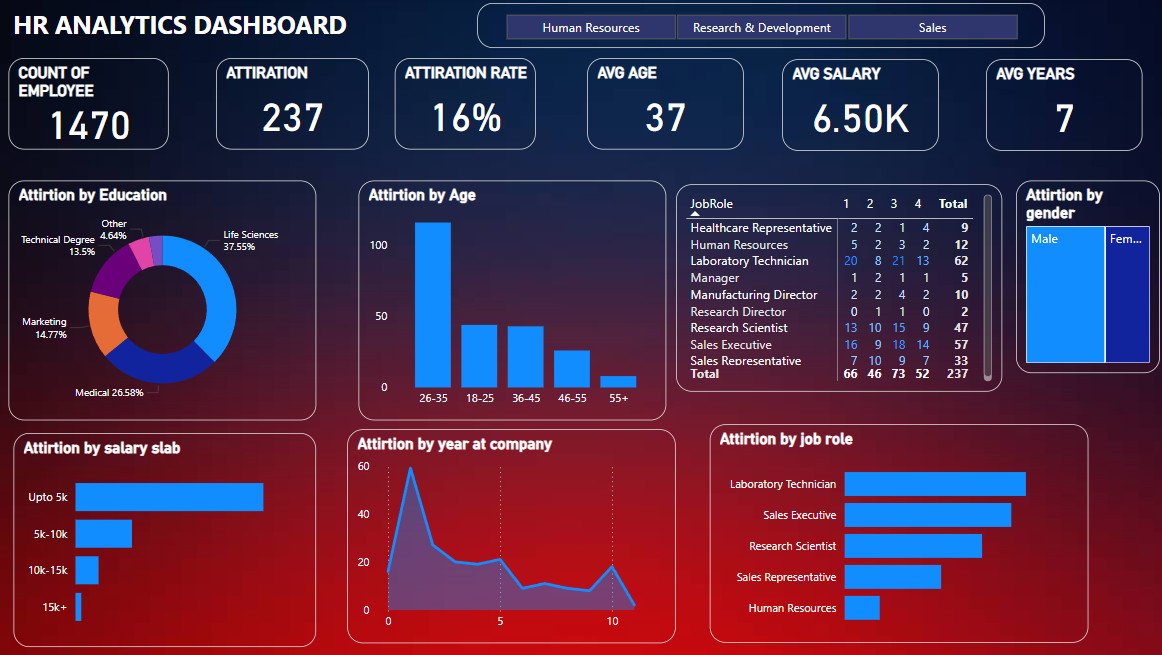 HR ANALYTICS DASHBOARD
Human Resources
Research & Development
Sales
COUNT OF
EMPLOYEE
1470
ATTIRATION
237
ATTIRATION RATE
16%
AVG AGE
37
AVG SALARY
6.50K
AVG YEARS
7
Attirtion by Education
Other
4.64%
Technical Degree
13.5%
Life Sciences
37.55%
Marketing
14.77%
Medical 26.58%
Attirtion by Age
100
50
0
26-35 18-25 36-45 46-55 55+
JobRole 1 2 3 4 Total
Healthcare Representative 2 2 1 4 9
Human Resources 5 2 3 2 12
Laboratory Technician 20 8 21 13 62
Manager 1 2 1 1 5
Manufacturing Director 2 2 4 2 10
Research Director 0 1 1 0 2
Research Scientist 13 10 15 9 47
Sales Executive 16 9 18 14 57
Sales Representative 7 10 9 7 33
Total 66 46 73 52 237
Attirtion by
gender
Male
Fem...
Attirtion by salary slab
Upto 5k
5k-10k
10k-15k
15k+
Attirtion by year at company
60
40
20
0
0 5 10
Attirtion by job role
Laboratory Technician
Sales Executive
Research Scientist
Sales Representative
Human Resources